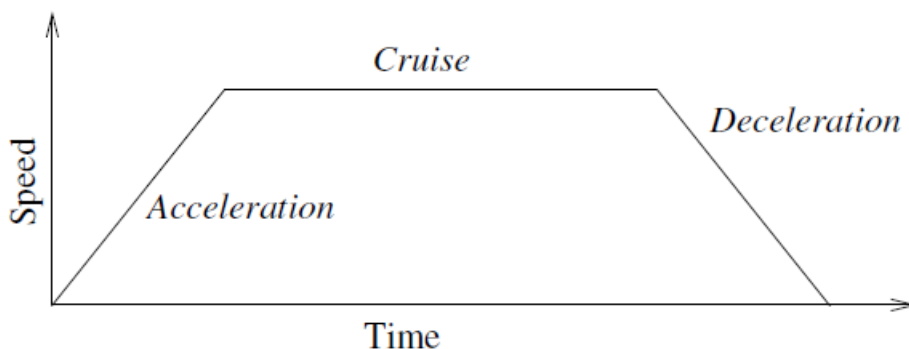 Cruise
Deceleration
Speed
Acceleration
Time